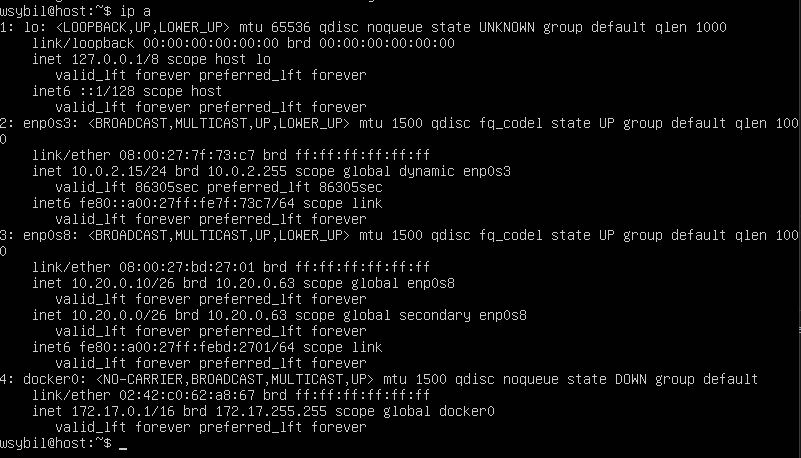 wsybil@host:~$ ip a
1: lo: <LOOPBACK,UP,LOWER_UP> mtu 65536 qdisc noqueue state UNKNOWN group default qlen 1000
    link/loopback 00:00:00:00:00:00 brd 00:00:00:00:00:00
    inet 127.0.0.1/8 scope host lo
       valid_lft forever preferred_lft forever
    inet6 ::1/128 scope host
       valid_lft forever preferred_lft forever
2: enp0s3: <BROADCAST,MULTICAST,UP,LOWER_UP> mtu 1500 qdisc fq_codel state UP group default qlen 100
0
    link/ether 08:00:27:7f:73:c7 brd ff:ff:ff:ff:ff:ff
    inet 10.0.2.15/24 brd 10.0.2.255 scope global dynamic enp0s3
       valid_lft 86305sec preferred_lft 86305sec
    inet6 fe80::a00:27ff:fe7f:73c7/64 scope link
       valid_lft forever preferred_lft forever
3: enp0s8: <BROADCAST,MULTICAST,UP,LOWER_UP> mtu 1500 qdisc fq_codel state UP group default qlen 100
0
    link/ether 08:00:27:bd:27:01 brd ff:ff:ff:ff:ff:ff
    inet 10.20.0.10/26 brd 10.20.0.63 scope global enp0s8
       valid_lft forever preferred_lft forever
    inet 10.20.0.0/26 brd 10.20.0.63 scope global secondary enp0s8
       valid_lft forever preferred_lft forever
    inet6 fe80::a00:27ff:febd:2701/64 scope link
       valid_lft forever preferred_lft forever
4: docker0: <NO-CARRIER,BROADCAST,MULTICAST,UP> mtu 1500 qdisc noqueue state DOWN group default
    link/ether 02:42:c0:62:a8:67 brd ff:ff:ff:ff:ff:ff
    inet 172.17.0.1/16 brd 172.17.255.255 scope global docker0
       valid_lft forever preferred_lft forever
wsybil@host:~$ _